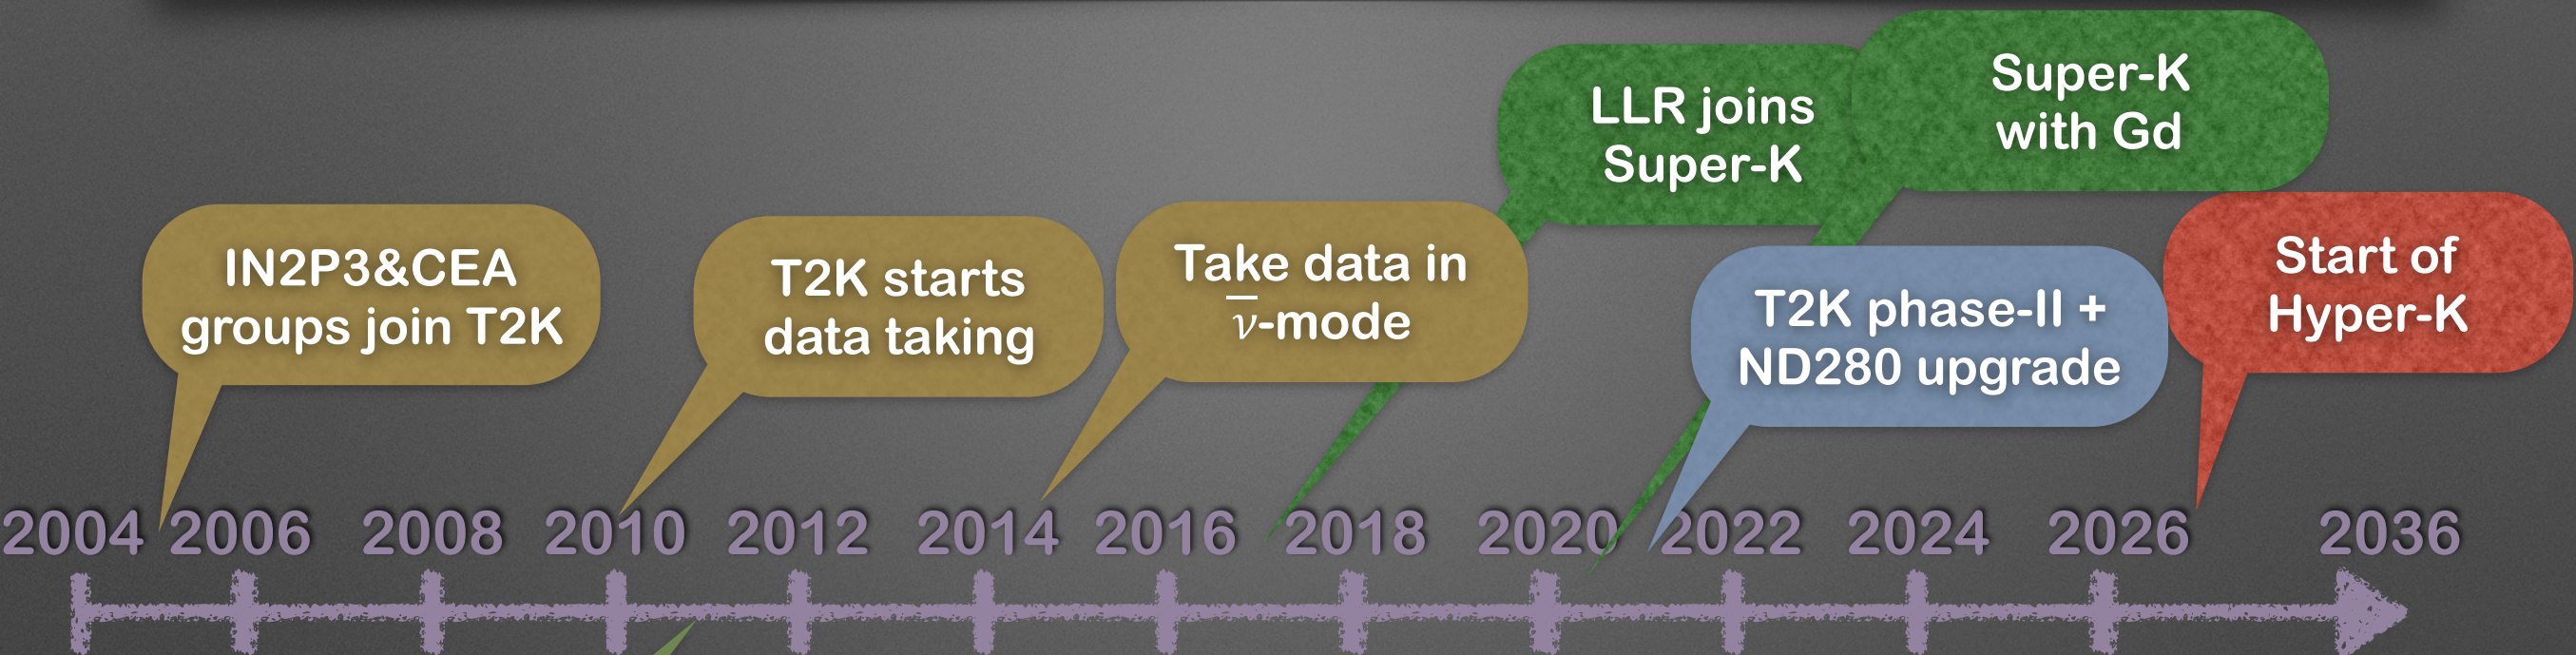 LLR joins
Super-K
Super-K
with Gd
IN2P3&CEA
groups join T2K
T2K starts
data taking
Take data in
ν̅-mode
T2K phase-II +
ND280 upgrade
Start of
Hyper-K
2004 2006 2008 2010 2012 2014 2016 2018 2020 2022 2024 2026 2036